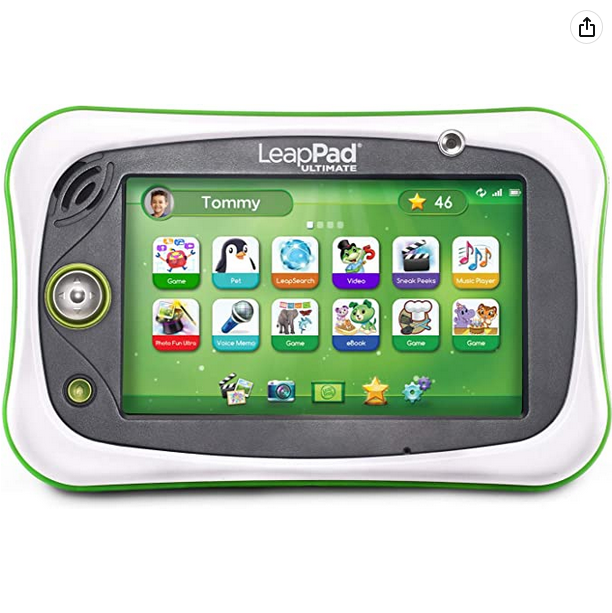 LeapPad®
ULTIMATE
Tommy
46
Game
Pet
LeapSearch
Video
Sneak Peeks
Music Player
Photo Fun Ultra
Voice Memo
Game
eBook
Game
Game